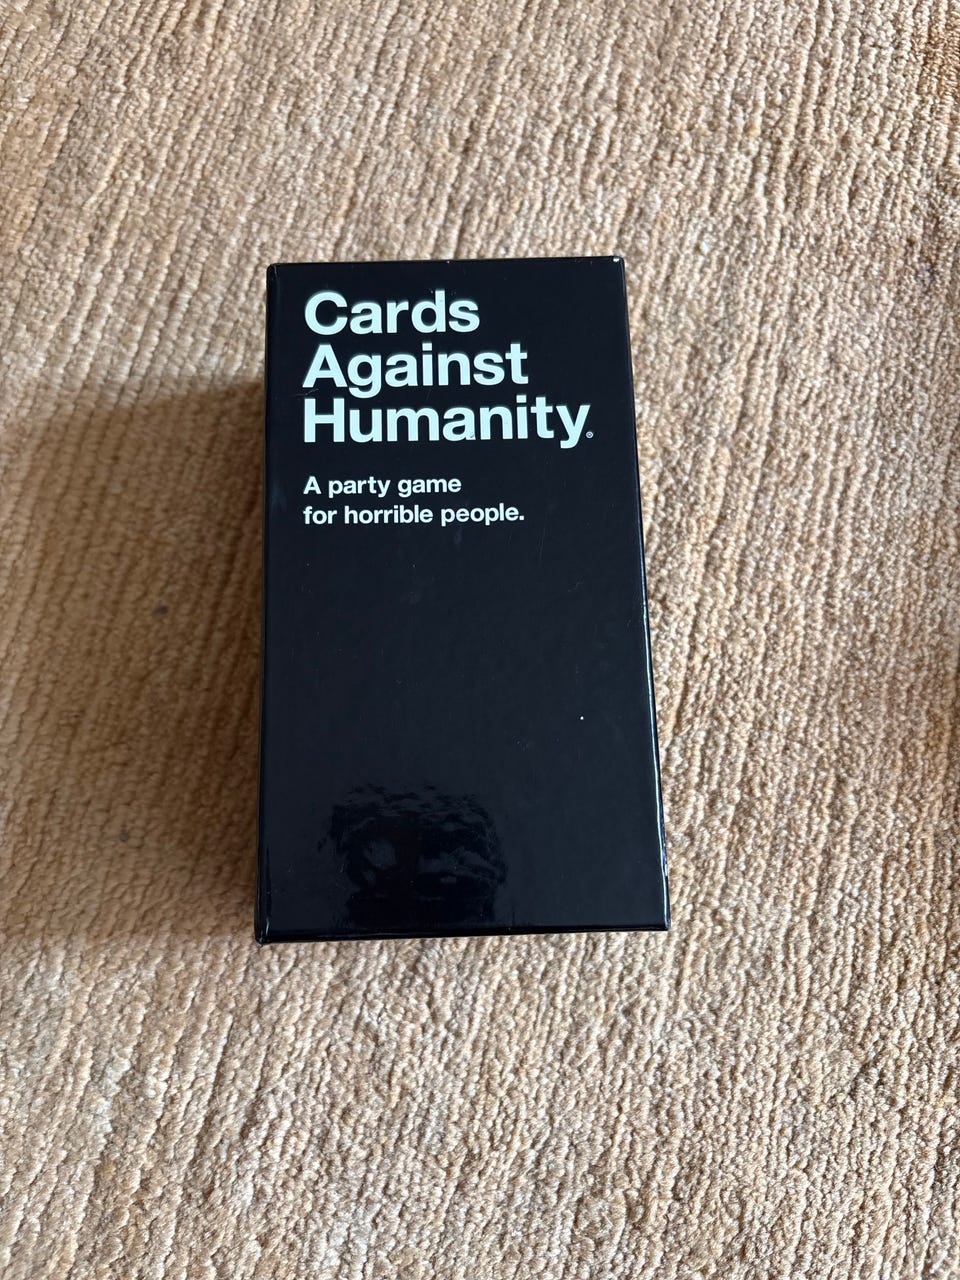 Cards
Against
Humanity®
A party game
for horrible people.